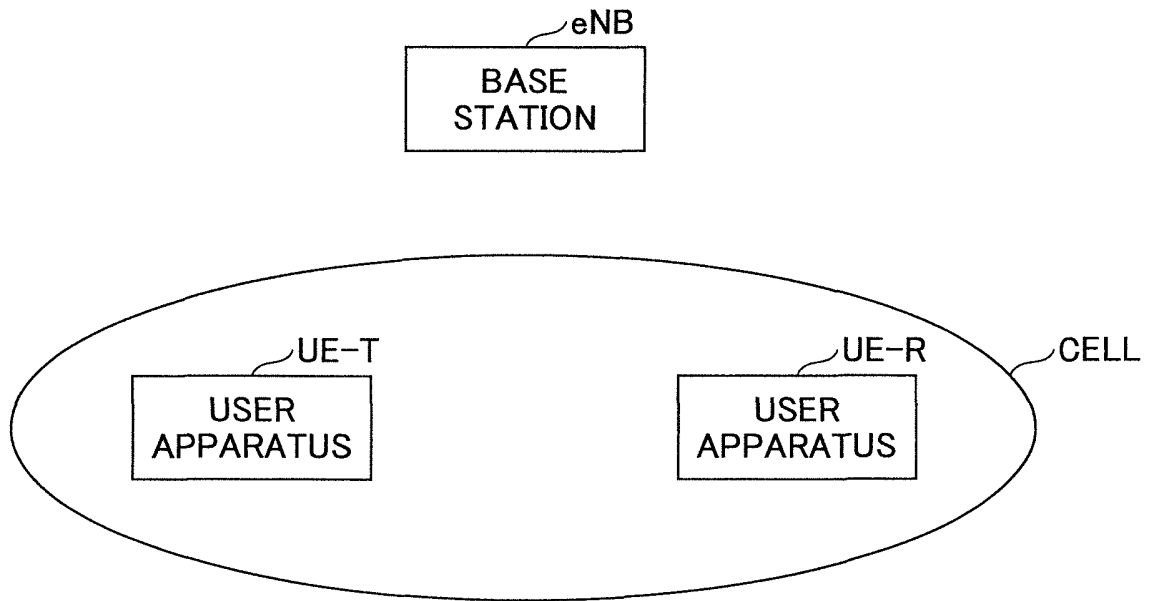 eNB
BASE
STATION
UE-T
UE-R
CELL
USER
APPARATUS
USER
APPARATUS